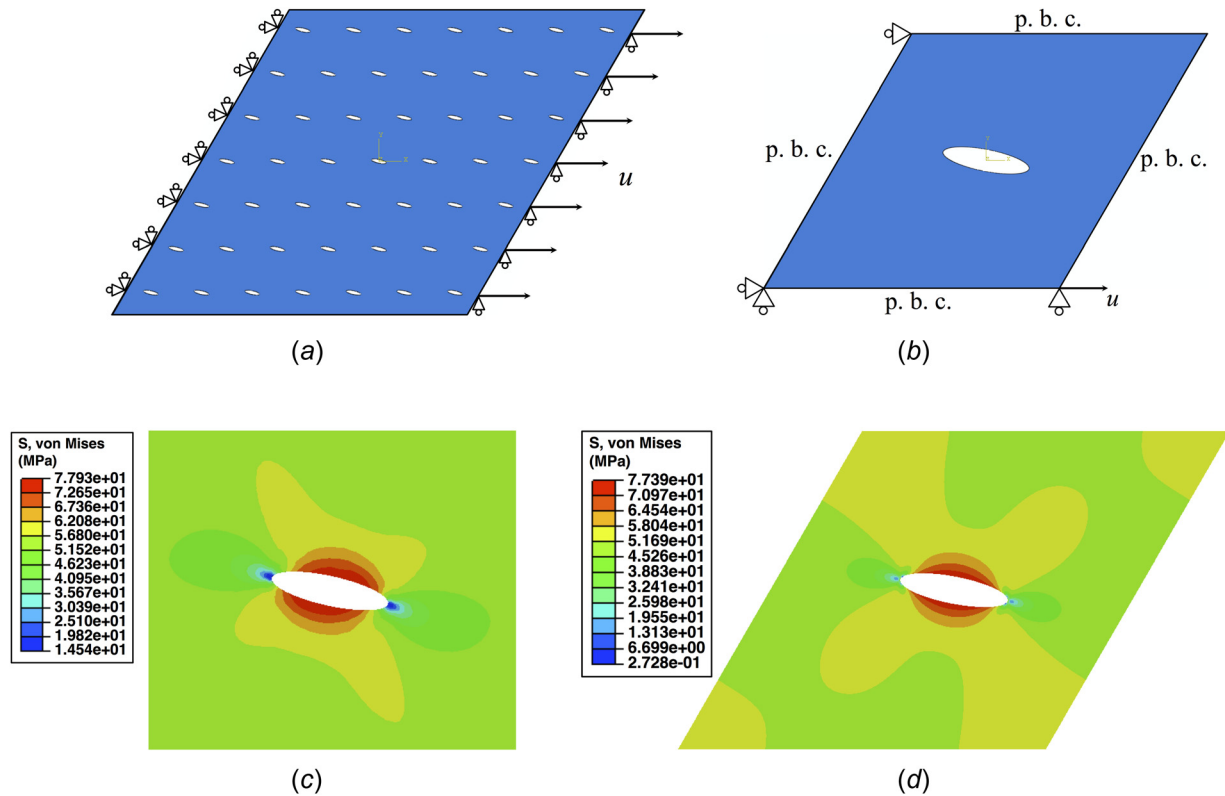 u
(a)
p. b. c.
p. b. c.
p. b. c.
p. b. c.
u
(b)
S, von Mises
(MPa)
7.793e+01
7.265e+01
6.736e+01
6.208e+01
5.680e+01
5.152e+01
4.623e+01
4.095e+01
3.567e+01
3.039e+01
2.510e+01
1.982e+01
1.454e+01
(c)
S, von Mises
(MPa)
7.739e+01
7.097e+01
6.454e+01
5.804e+01
5.169e+01
4.526e+01
3.883e+01
3.241e+01
2.598e+01
1.955e+01
1.313e+01
6.699e+00
2.728e-01
(d)